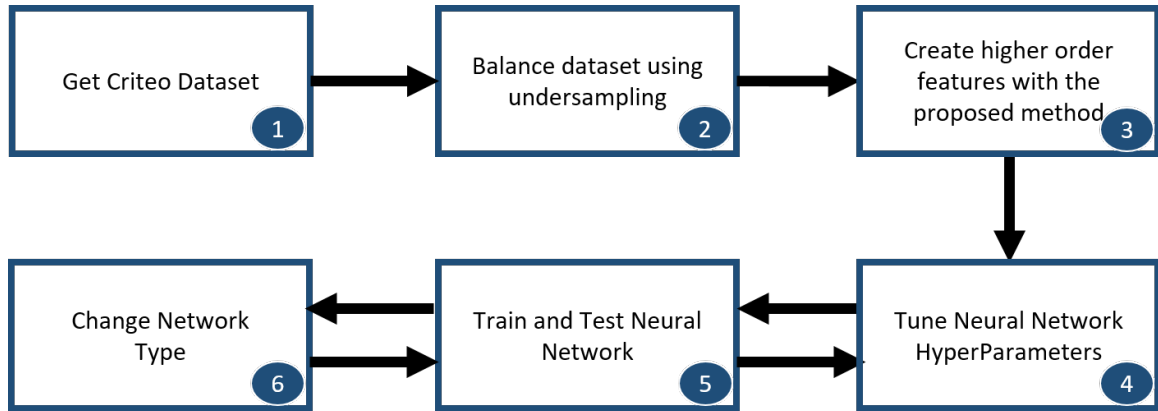 Get Criteo Dataset
1
Balance dataset using
undersampling
2
Create higher order
features with the
proposed method
3
Change Network
Type
6
Train and Test Neural
Network
5
Tune Neural Network
HyperParameters
4